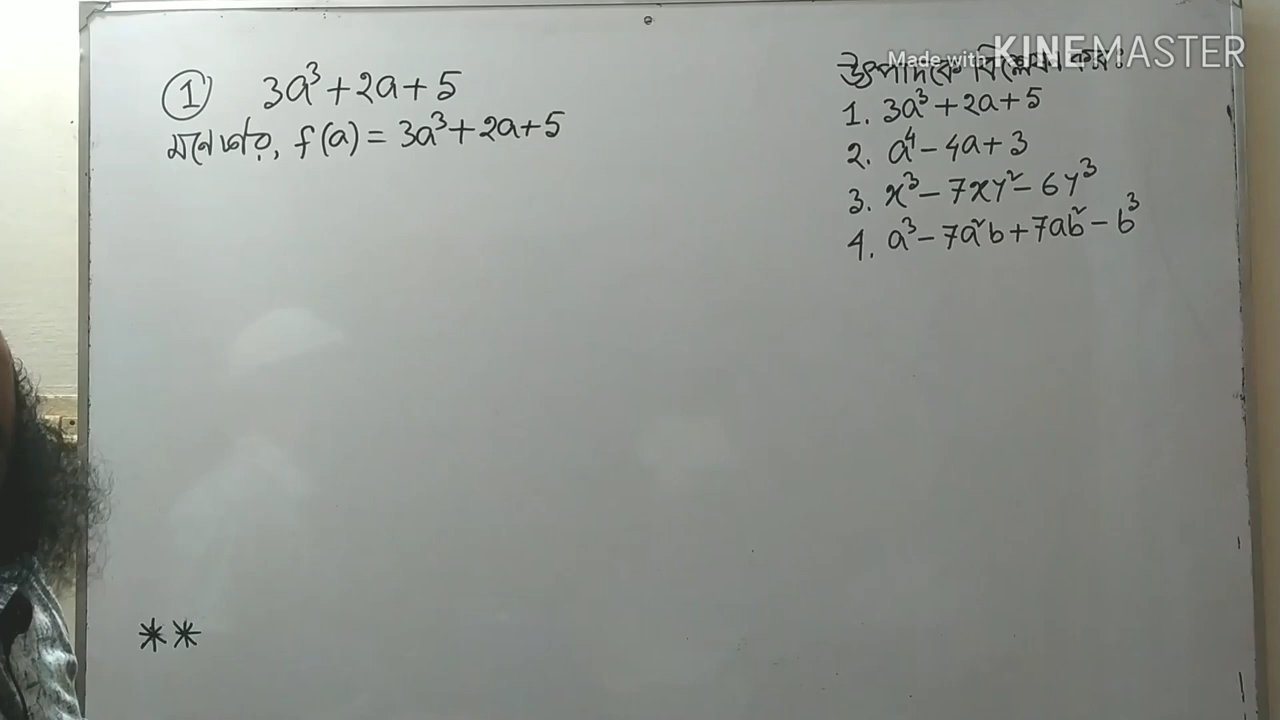 ① 3a³+2a+5
মনে করি, f(a) = 3a³+2a+5
Made with KINEMASTER
উৎপাদকে বিশ্লেষণ কর:
1. 3a³+2a+5
2. a⁴-4a+3
3. x³-7xy²-6y³
4. a³-7a²b+7ab²-b³
**